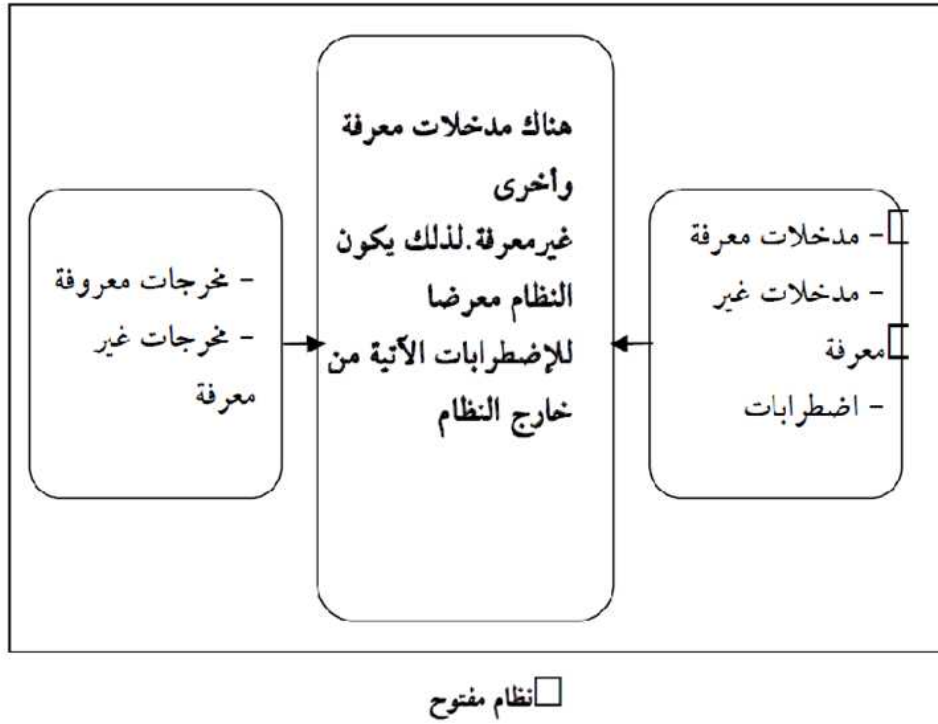 - مدخلات معرفة
- مدخلات غير
معرفة
- اضطرابات
هناك مدخلات معرفة
وأخرى
غيرمعرفة.لذلك يكون
النظام معرضا
للإضطرابات الآتية من
خارج النظام
- مخرجات معروفة
- مخرجات غير
معرفة
نظام مفتوح